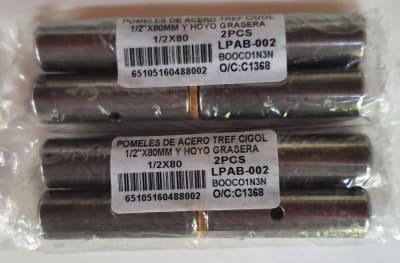 POMELES DE ACERO TREF C/GOL
1/2"X80MM Y HOYO GRASERA
1/2X80
2PCS
LPAB-002
BOOCO1N3N
65105160488002
O/C:C1368
POMELES DE ACERO TREF C/GOL
1/2"X80MM Y HOYO GRASERA
1/2X80
2PCS
LPAB-002
BOOCO1N3N
65105160488002
O/C:C1368